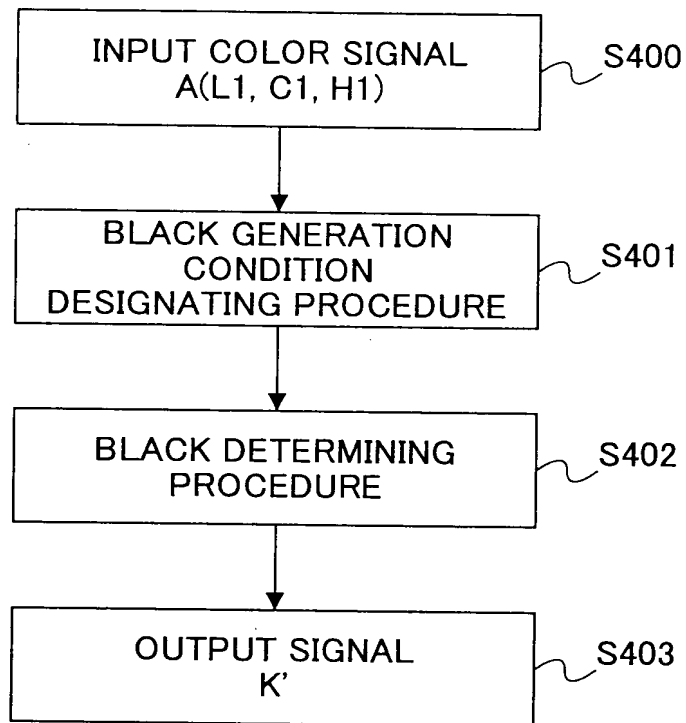 INPUT COLOR SIGNAL
A(L1, C1, H1)
S400
BLACK GENERATION
CONDITION
DESIGNATING PROCEDURE
S401
BLACK DETERMINING
PROCEDURE
S402
OUTPUT SIGNAL
K'
S403